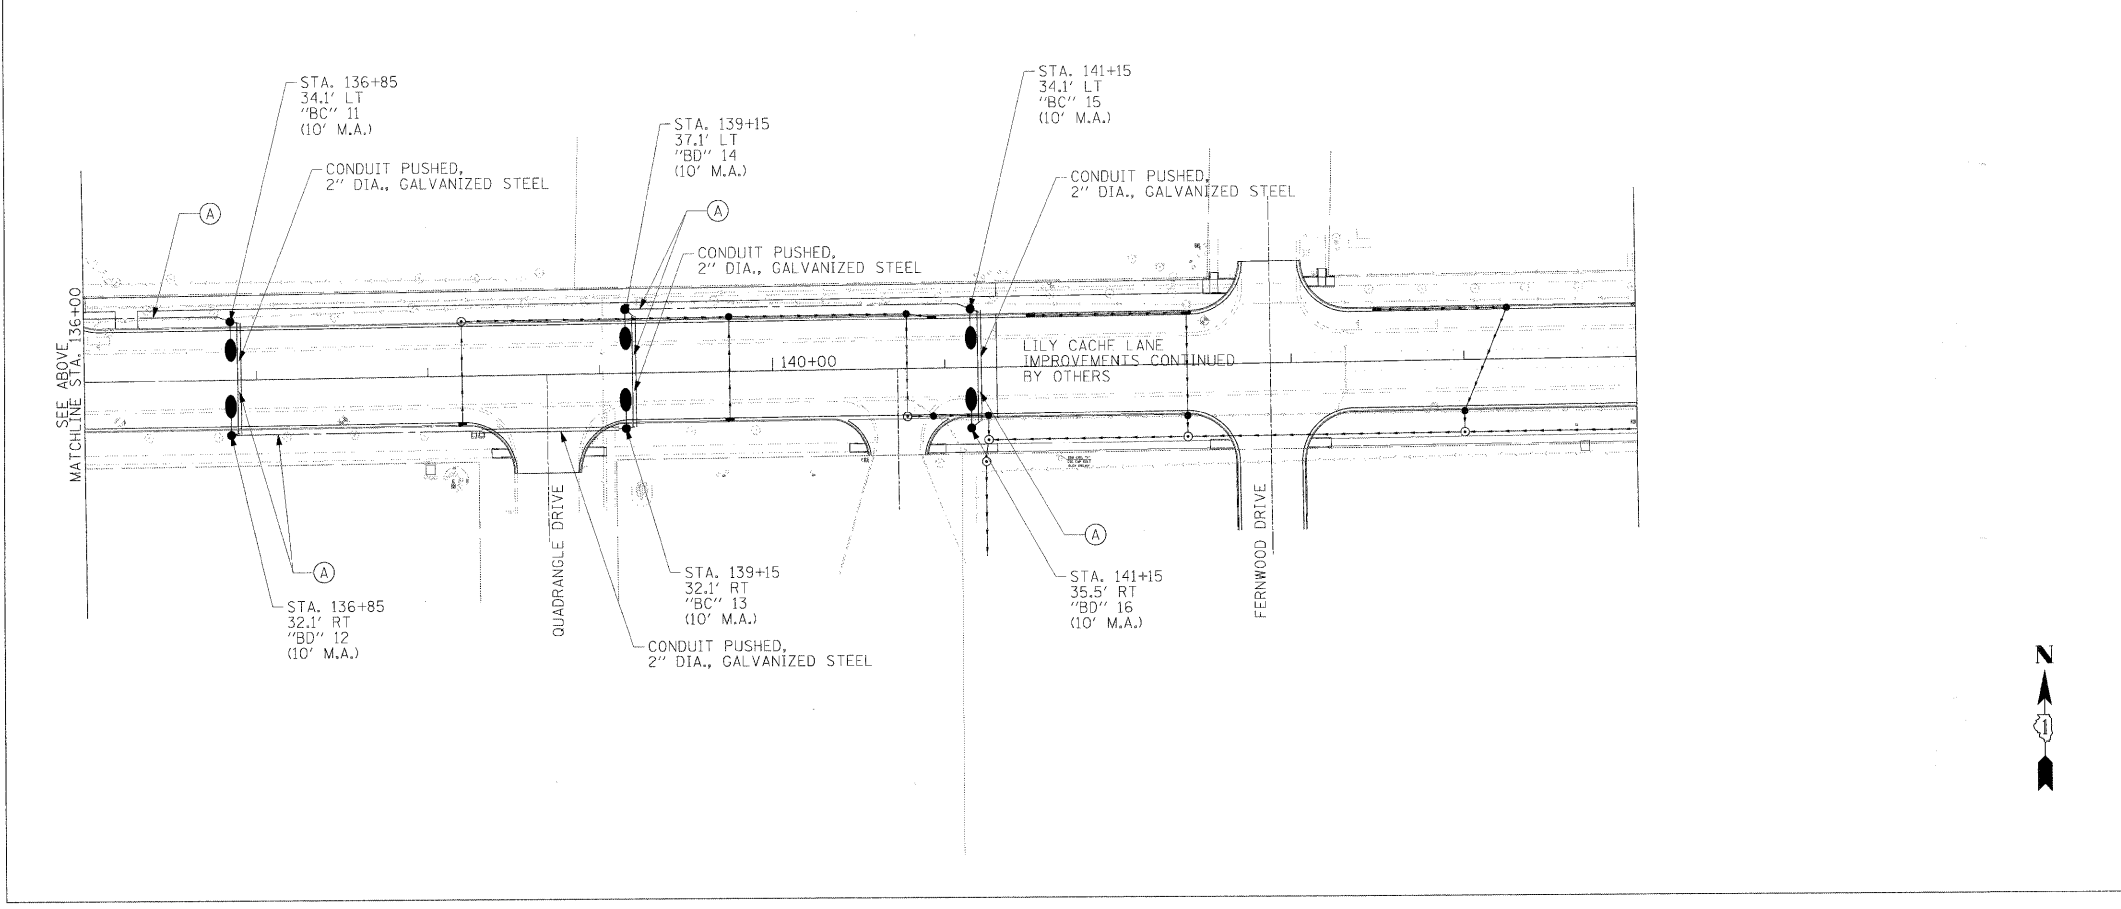 STA. 136+85
34.1' LT
"BC" 11
(10' M.A.)
CONDUIT PUSHED,
2" DIA., GALVANIZED STEEL
A
STA. 139+15
37.1' LT
"BD" 14
(10' M.A.)
A
CONDUIT PUSHED,
2" DIA., GALVANIZED STEEL
STA. 141+15
34.1' LT
"BC" 15
(10' M.A.)
CONDUIT PUSHED,
2" DIA., GALVANIZED STEEL
SEE ABOVE
MATCHLINE STA. 136+00
140+00
LILY CACHE LANE
IMPROVEMENTS CONTINUED
BY OTHERS
A
STA. 136+85
32.1' RT
"BD" 12
(10' M.A.)
QUADRANGLE DRIVE
STA. 139+15
32.1' RT
"BC" 13
(10' M.A.)
CONDUIT PUSHED,
2" DIA., GALVANIZED STEEL
A
STA. 141+15
35.5' RT
"BD" 16
(10' M.A.)
FERNWOOD DRIVE
N
1